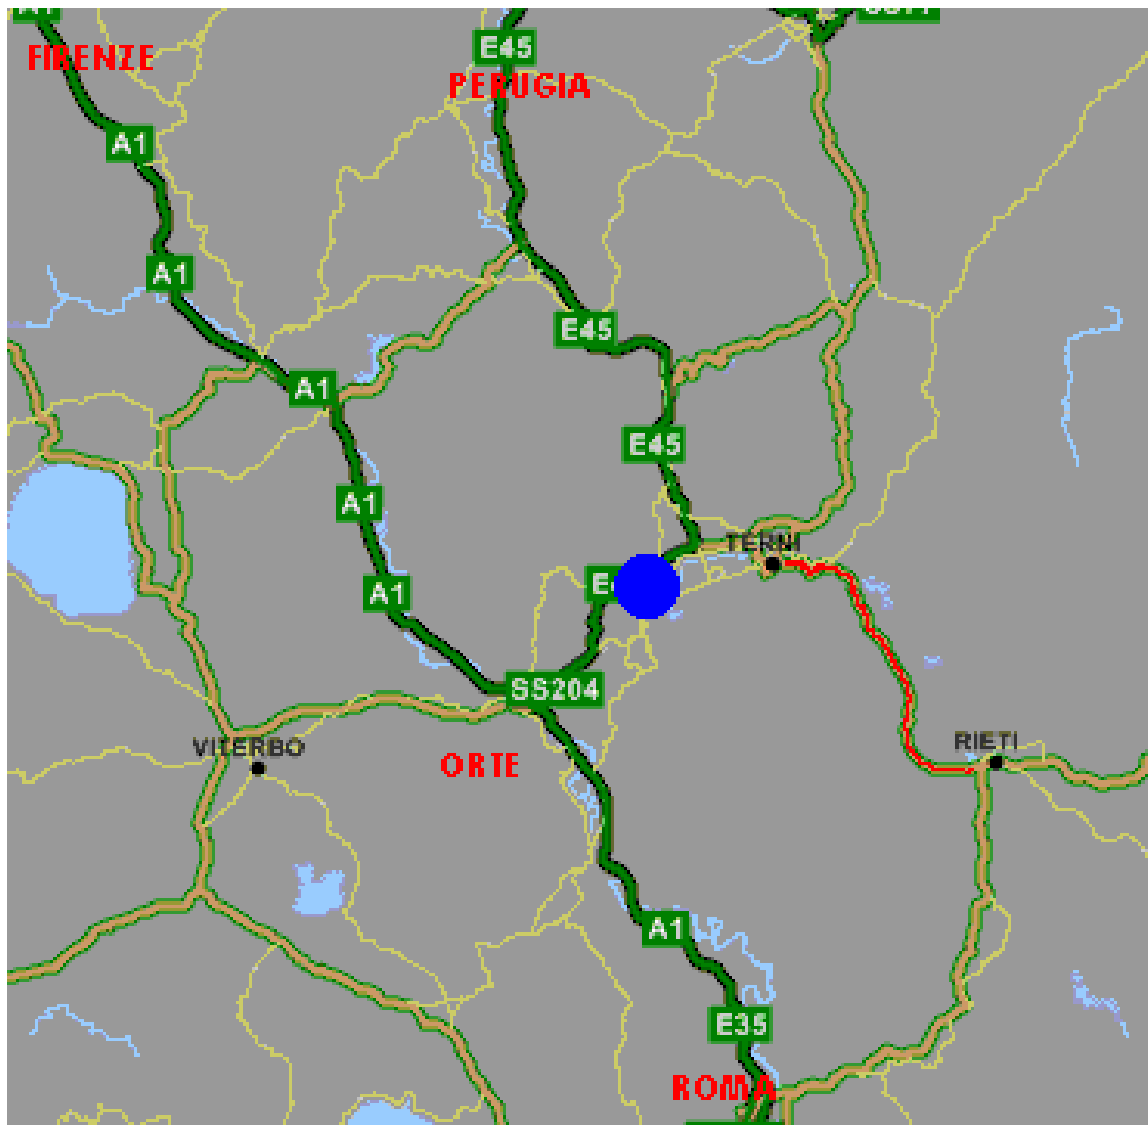 FIRENZE
E45
PERUGIA
A1
A1
E45
A1
E45
A1
TERNI
A1
SS204
RIETI
VITERBO
ORTE
A1
E35
ROMA